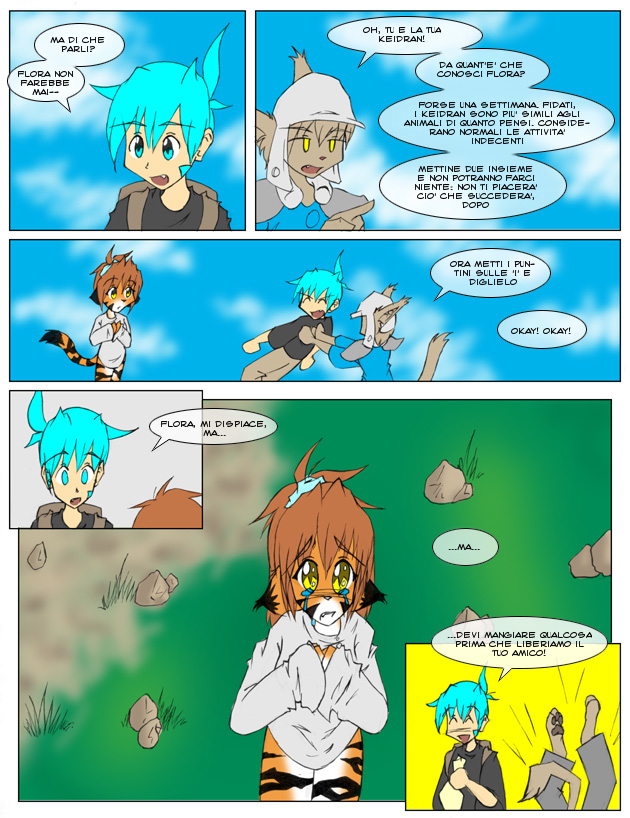 MA DI CHE
PARLI?
FLORA NON
FAREBBE
MAI--
OH, TU E LA TUA
KEIDRAN!
DA QUANT'E' CHE
CONOSCI FLORA?
FORSE UNA SETTIMANA. FIDATI,
I KEIDRAN SONO PIU' SIMILI AGLI
ANIMALI DI QUANTO PENSI. CONSIDE-
RANO NORMALI LE ATTIVITA'
INDECENTI
METTINE DUE INSIEME
E NON POTRANNO FARCI
NIENTE: NON TI PIACERA'
CIO' CHE SUCCEDERA',
DOPO
ORA METTI I PUN-
TINI SULLE 'I' E
DIGLIELO
OKAY! OKAY!
FLORA, MI DISPIACE,
MA...
...MA...
...DEVI MANGIARE QUALCOSA
PRIMA CHE LIBERIAMO IL
TUO AMICO!